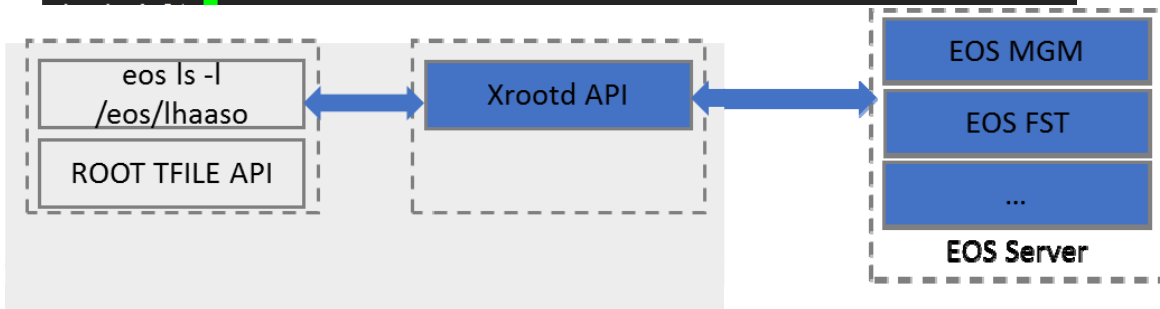 eos ls -l
/eos/lhaaso
ROOT TFILE API
Xrootd API
EOS MGM
EOS FST
...
EOS Server